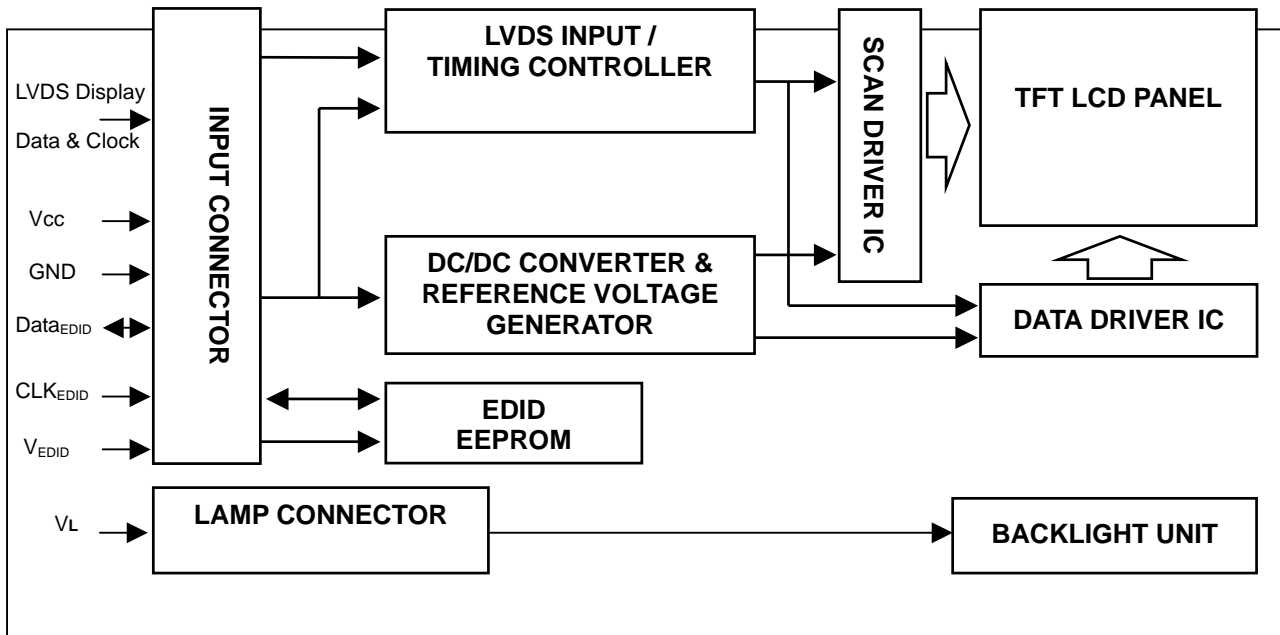 LVDS Display
Data & Clock
Vcc
GND
DataEDID
CLKEDID
VEDID
VL
INPUT CONNECTOR
LVDS INPUT /
TIMING CONTROLLER
DC/DC CONVERTER &
REFERENCE VOLTAGE
GENERATOR
EDID
EEPROM
LAMP CONNECTOR
SCAN DRIVER IC
TFT LCD PANEL
DATA DRIVER IC
BACKLIGHT UNIT